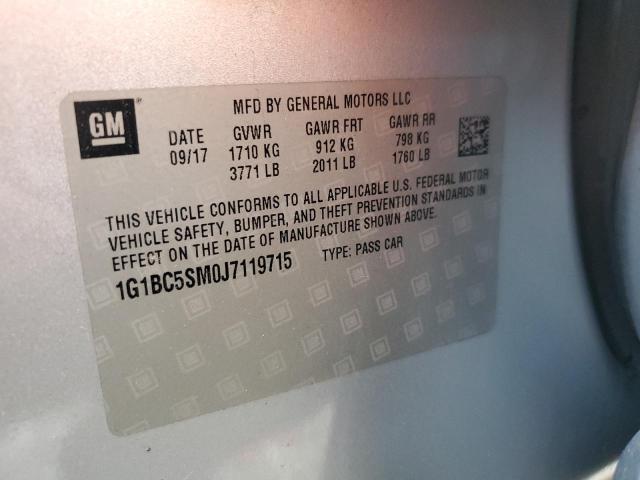 GM
MFD BY GENERAL MOTORS LLC
DATE GVWR GAWR FRT GAWR RR
09/17 1710 KG 912 KG 798 KG
3771 LB 2011 LB 1760 LB
THIS VEHICLE CONFORMS TO ALL APPLICABLE U.S. FEDERAL MOTOR
VEHICLE SAFETY, BUMPER, AND THEFT PREVENTION STANDARDS IN
EFFECT ON THE DATE OF MANUFACTURE SHOWN ABOVE.
1G1BC5SM0J7119715 TYPE: PASS CAR